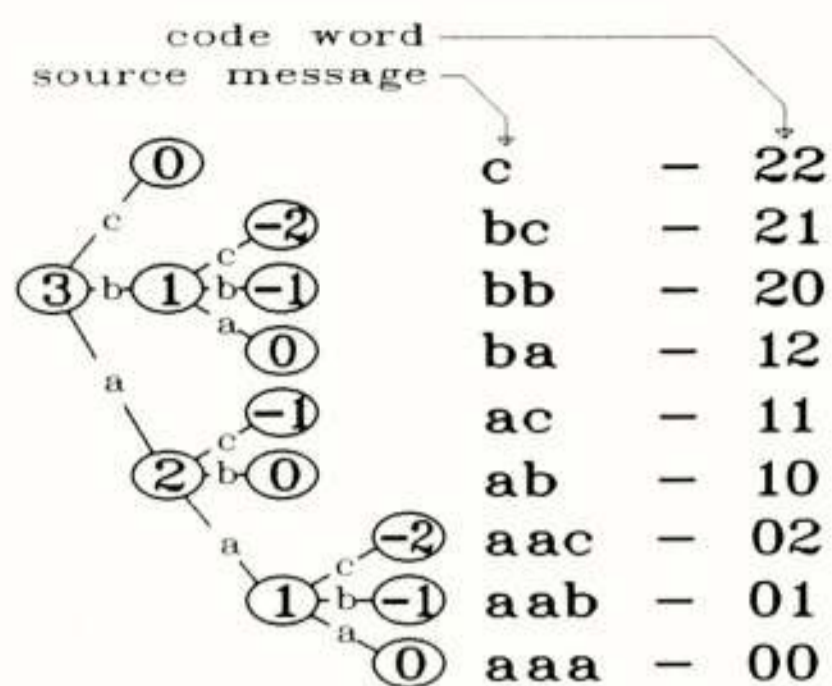 code word
source message
0 c - 22
c
-2 bc - 21
c
3 b 1 b -1 bb - 20
a
0 ba - 12
a
-1 ac - 11
c
2 b 0 ab - 10
a
-2 aac - 02
c
1 b -1 aab - 01
a
0 aaa - 00